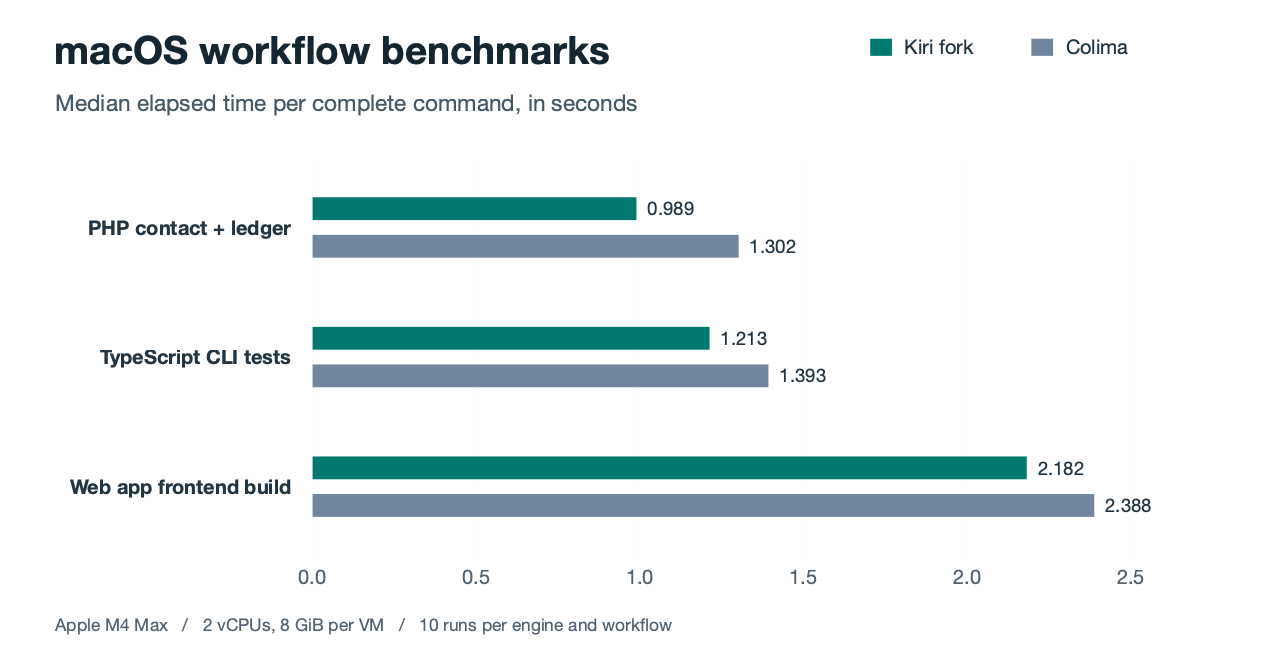 macOS workflow benchmarks
Kiri fork
Colima
Median elapsed time per complete command, in seconds
PHP contact + ledger
0.989
1.302
TypeScript CLI tests
1.213
1.393
Web app frontend build
2.182
2.388
0.0 0.5 1.0 1.5 2.0 2.5
Apple M4 Max / 2 vCPUs, 8 GiB per VM / 10 runs per engine and workflow